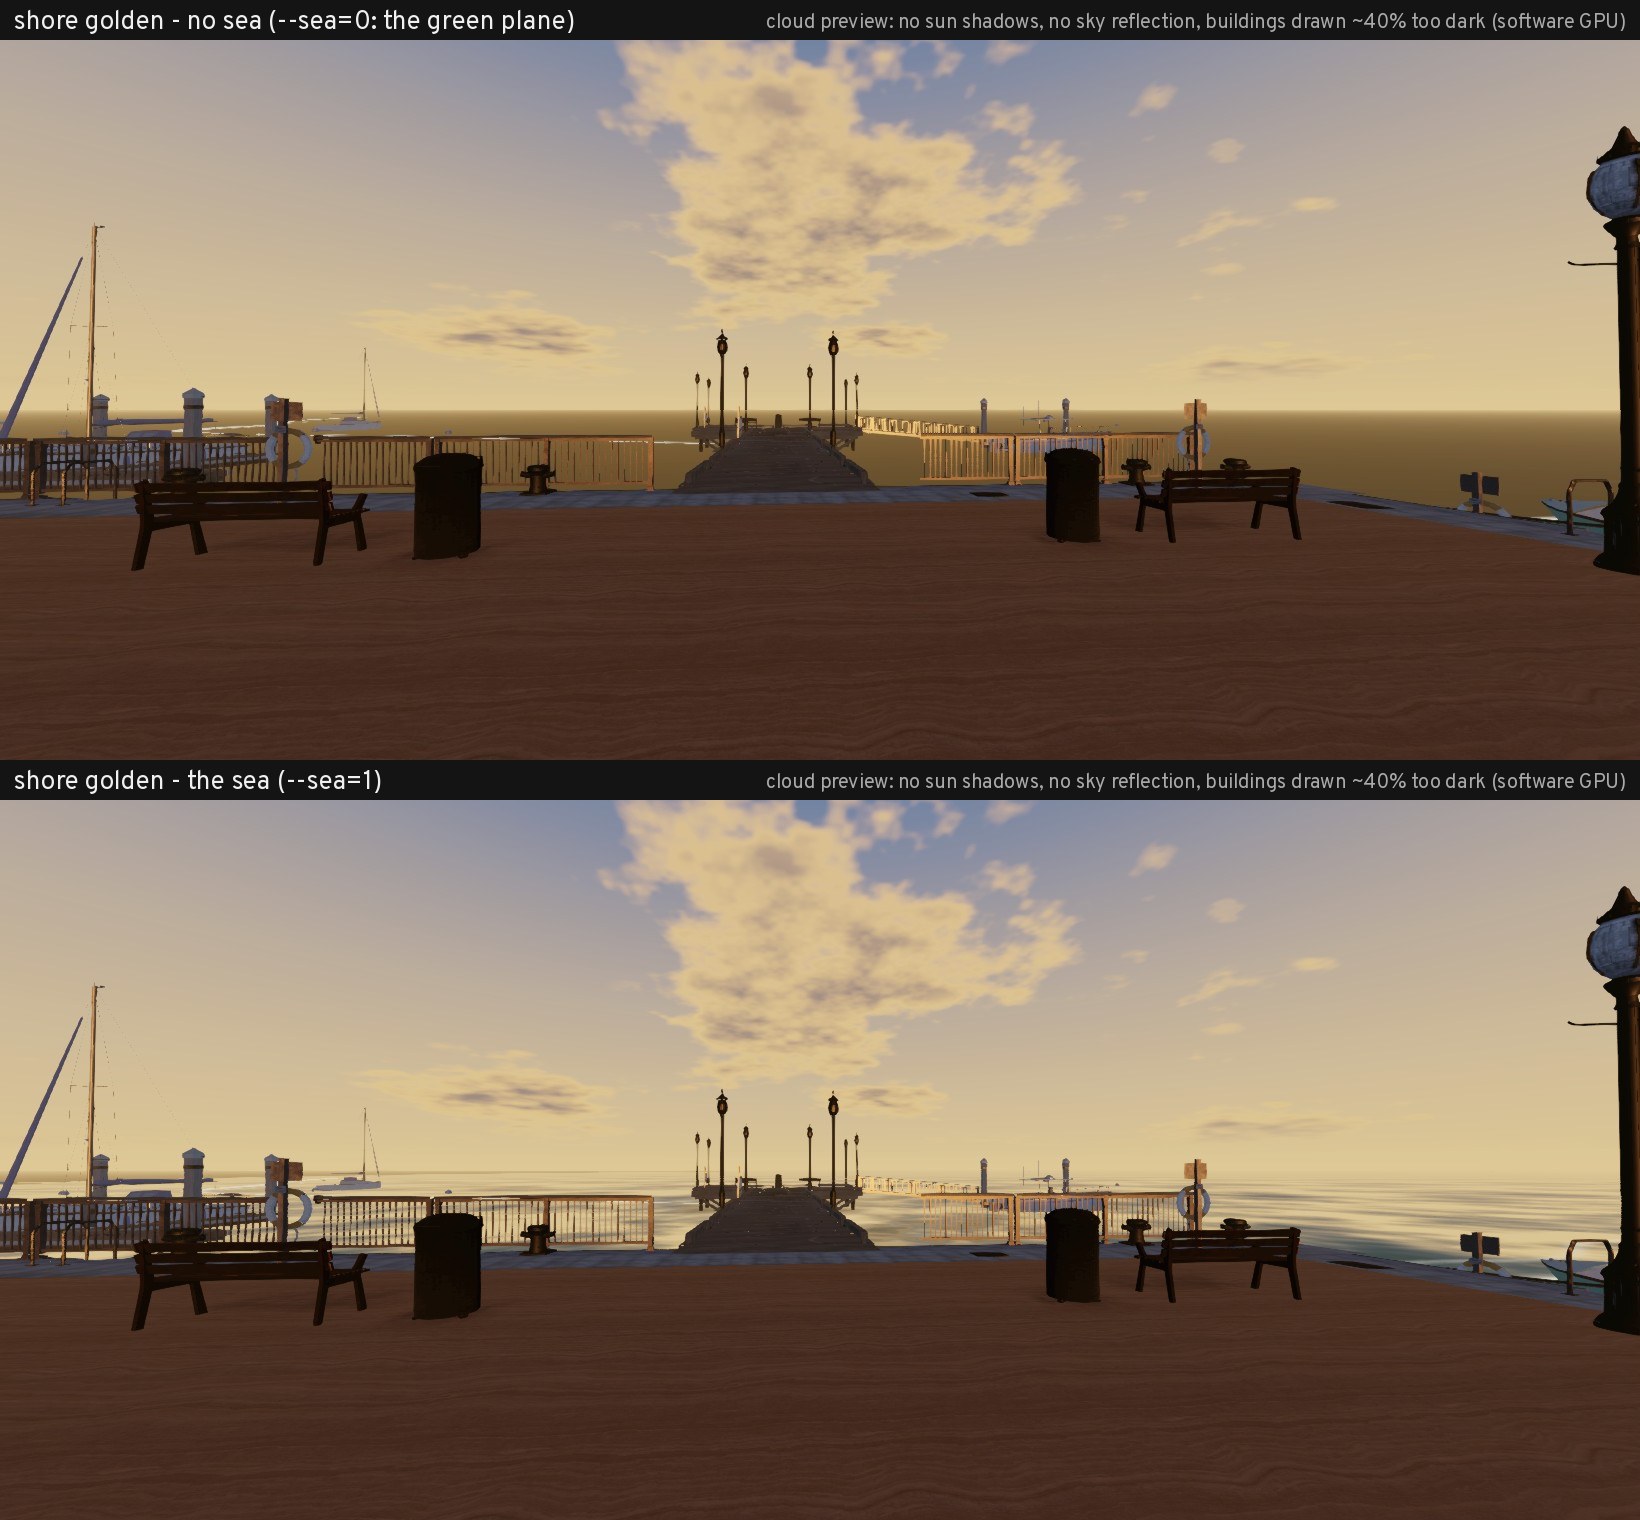 shore golden - no sea (--sea=0: the green plane)
cloud preview: no sun shadows, no sky reflection, buildings drawn ~40% too dark (software GPU)
shore golden - the sea (--sea=1)
cloud preview: no sun shadows, no sky reflection, buildings drawn ~40% too dark (software GPU)